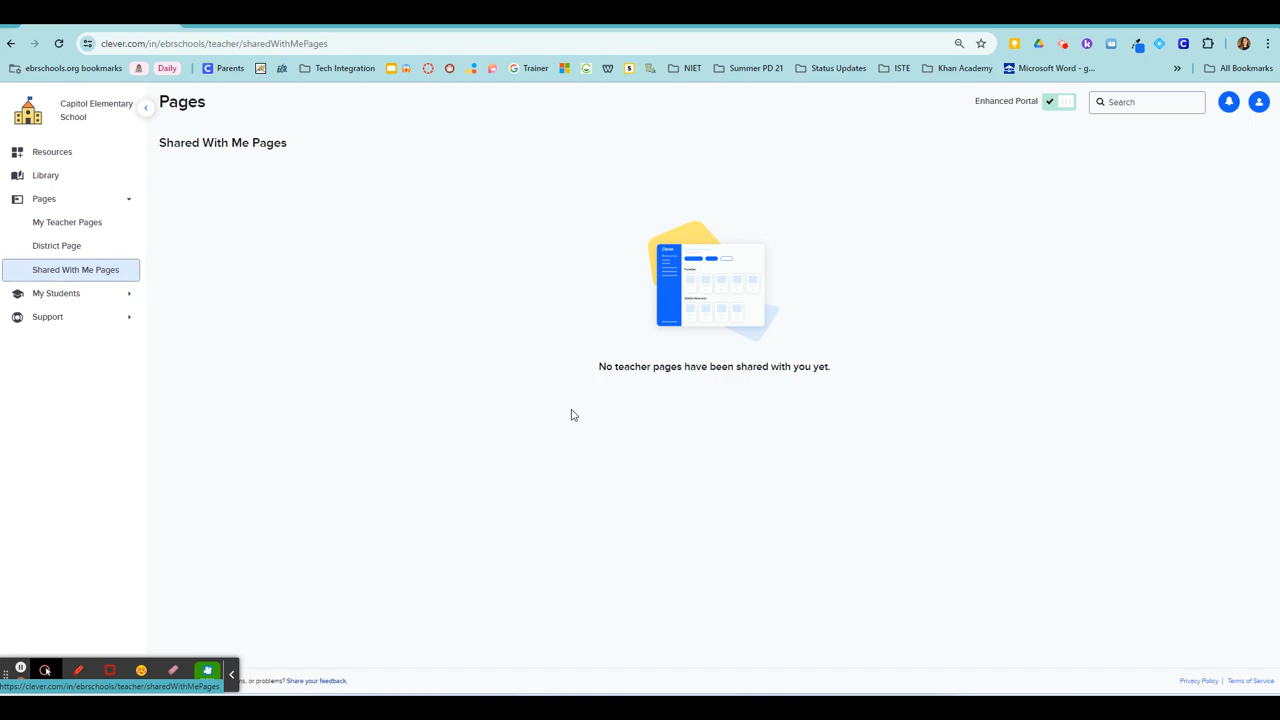 clever.com/in/ebrschools/teacher/sharedWithMePages
ebrschools.org bookmarks
Daily
Parents
Tech Integration
Trainer
NIET
Summer PD 21
Status Updates
ISTE
Khan Academy
Microsoft Word - g...
»
All Bookmarks
Capitol Elementary
School
Pages
Enhanced Portal
Search
Shared With Me Pages
Resources
Library
Pages
My Teacher Pages
District Page
Shared With Me Pages
My Students
Support
No teacher pages have been shared with you yet.
ns, or problems? Share your feedback.
Privacy Policy | Terms of Service
https://clever.com/in/ebrschools/teacher/sharedWithMePages